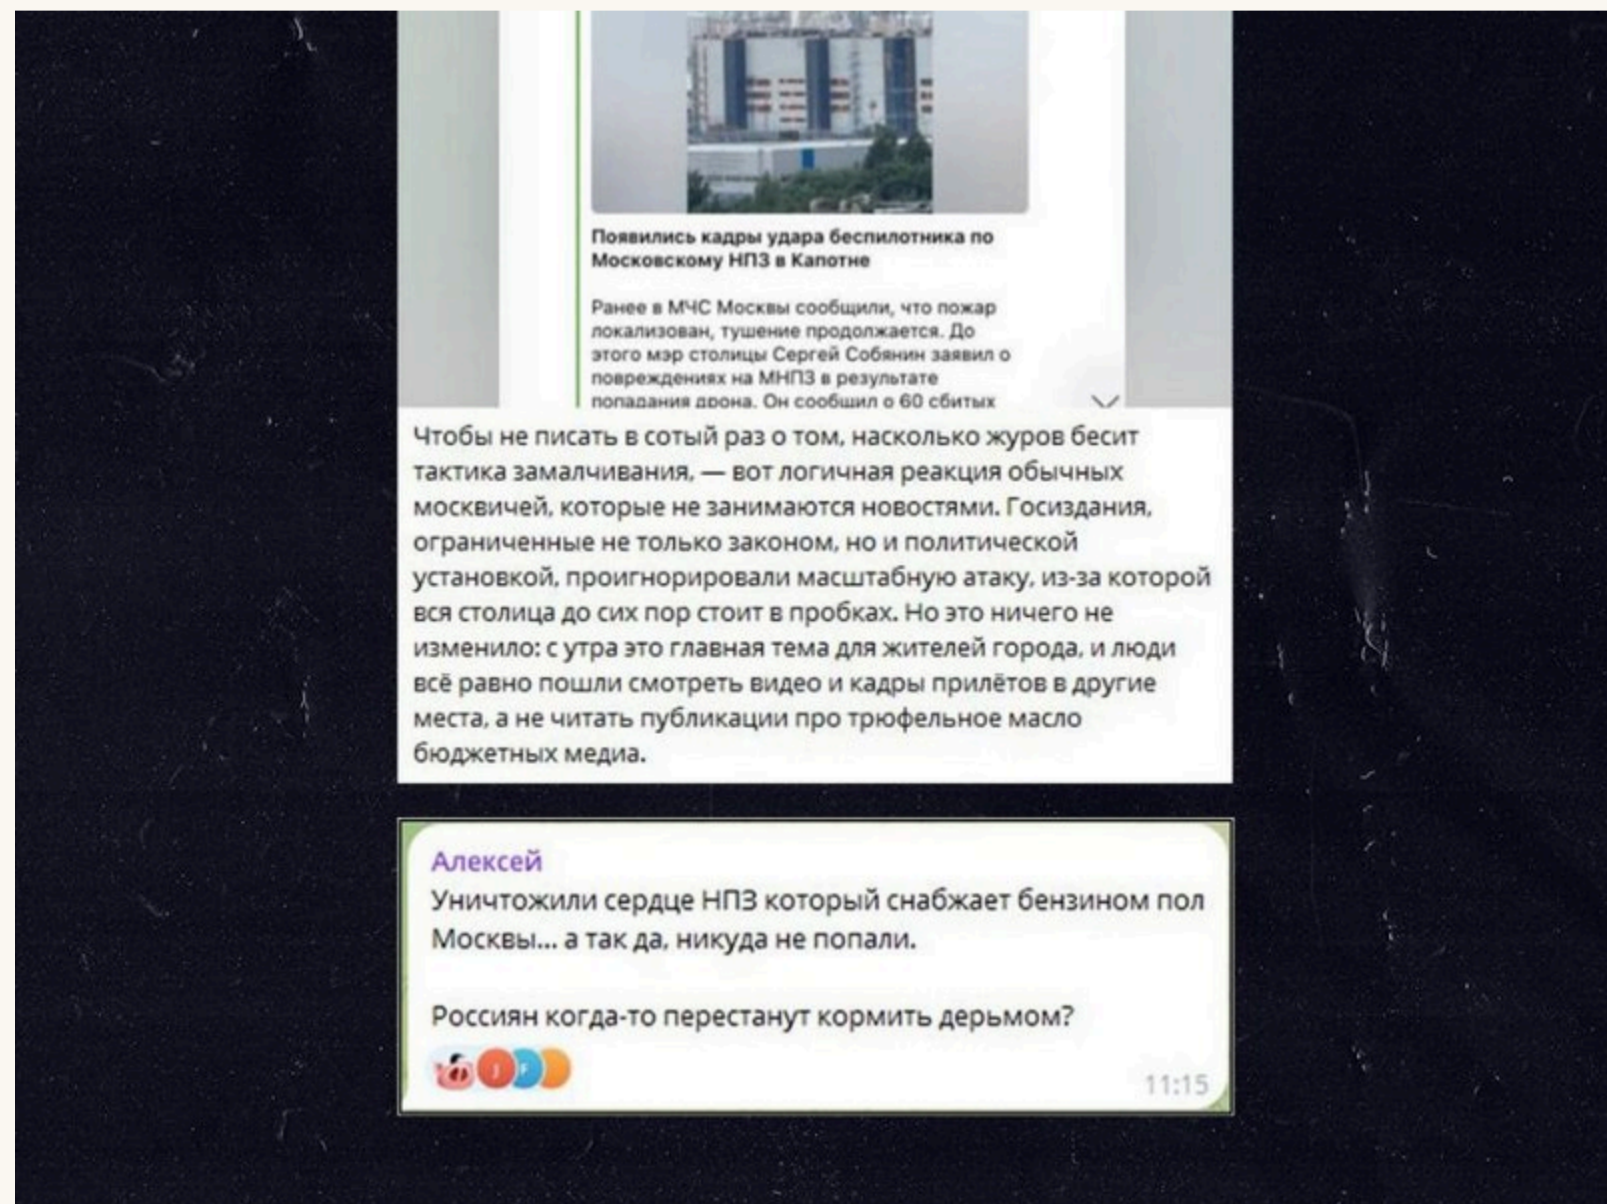 Появились кадры удара беспилотника по
Московскому НПЗ в Капотне
Ранее в МЧС Москвы сообщили, что пожар
локализован, тушение продолжается. До
этого мэр столицы Сергей Собянин заявил о
повреждениях на МНПЗ в результате
попадания дрона. Он сообщил о 60 сбитых
Чтобы не писать в сотый раз о том, насколько журов бесит
тактика замалчивания, — вот логичная реакция обычных
москвичей, которые не занимаются новостями. Госиздания,
ограниченные не только законом, но и политической
установкой, проигнорировали масштабную атаку, из-за которой
вся столица до сих пор стоит в пробках. Но это ничего не
изменило: с утра это главная тема для жителей города, и люди
всё равно пошли смотреть видео и кадры прилётов в другие
места, а не читать публикации про трюфельное масло
бюджетных медиа.
Алексей
Уничтожили сердце НПЗ который снабжает бензином пол
Москвы... а так да, никуда не попали.
Россиян когда-то перестанут кормить дерьмом?
J F
11:15